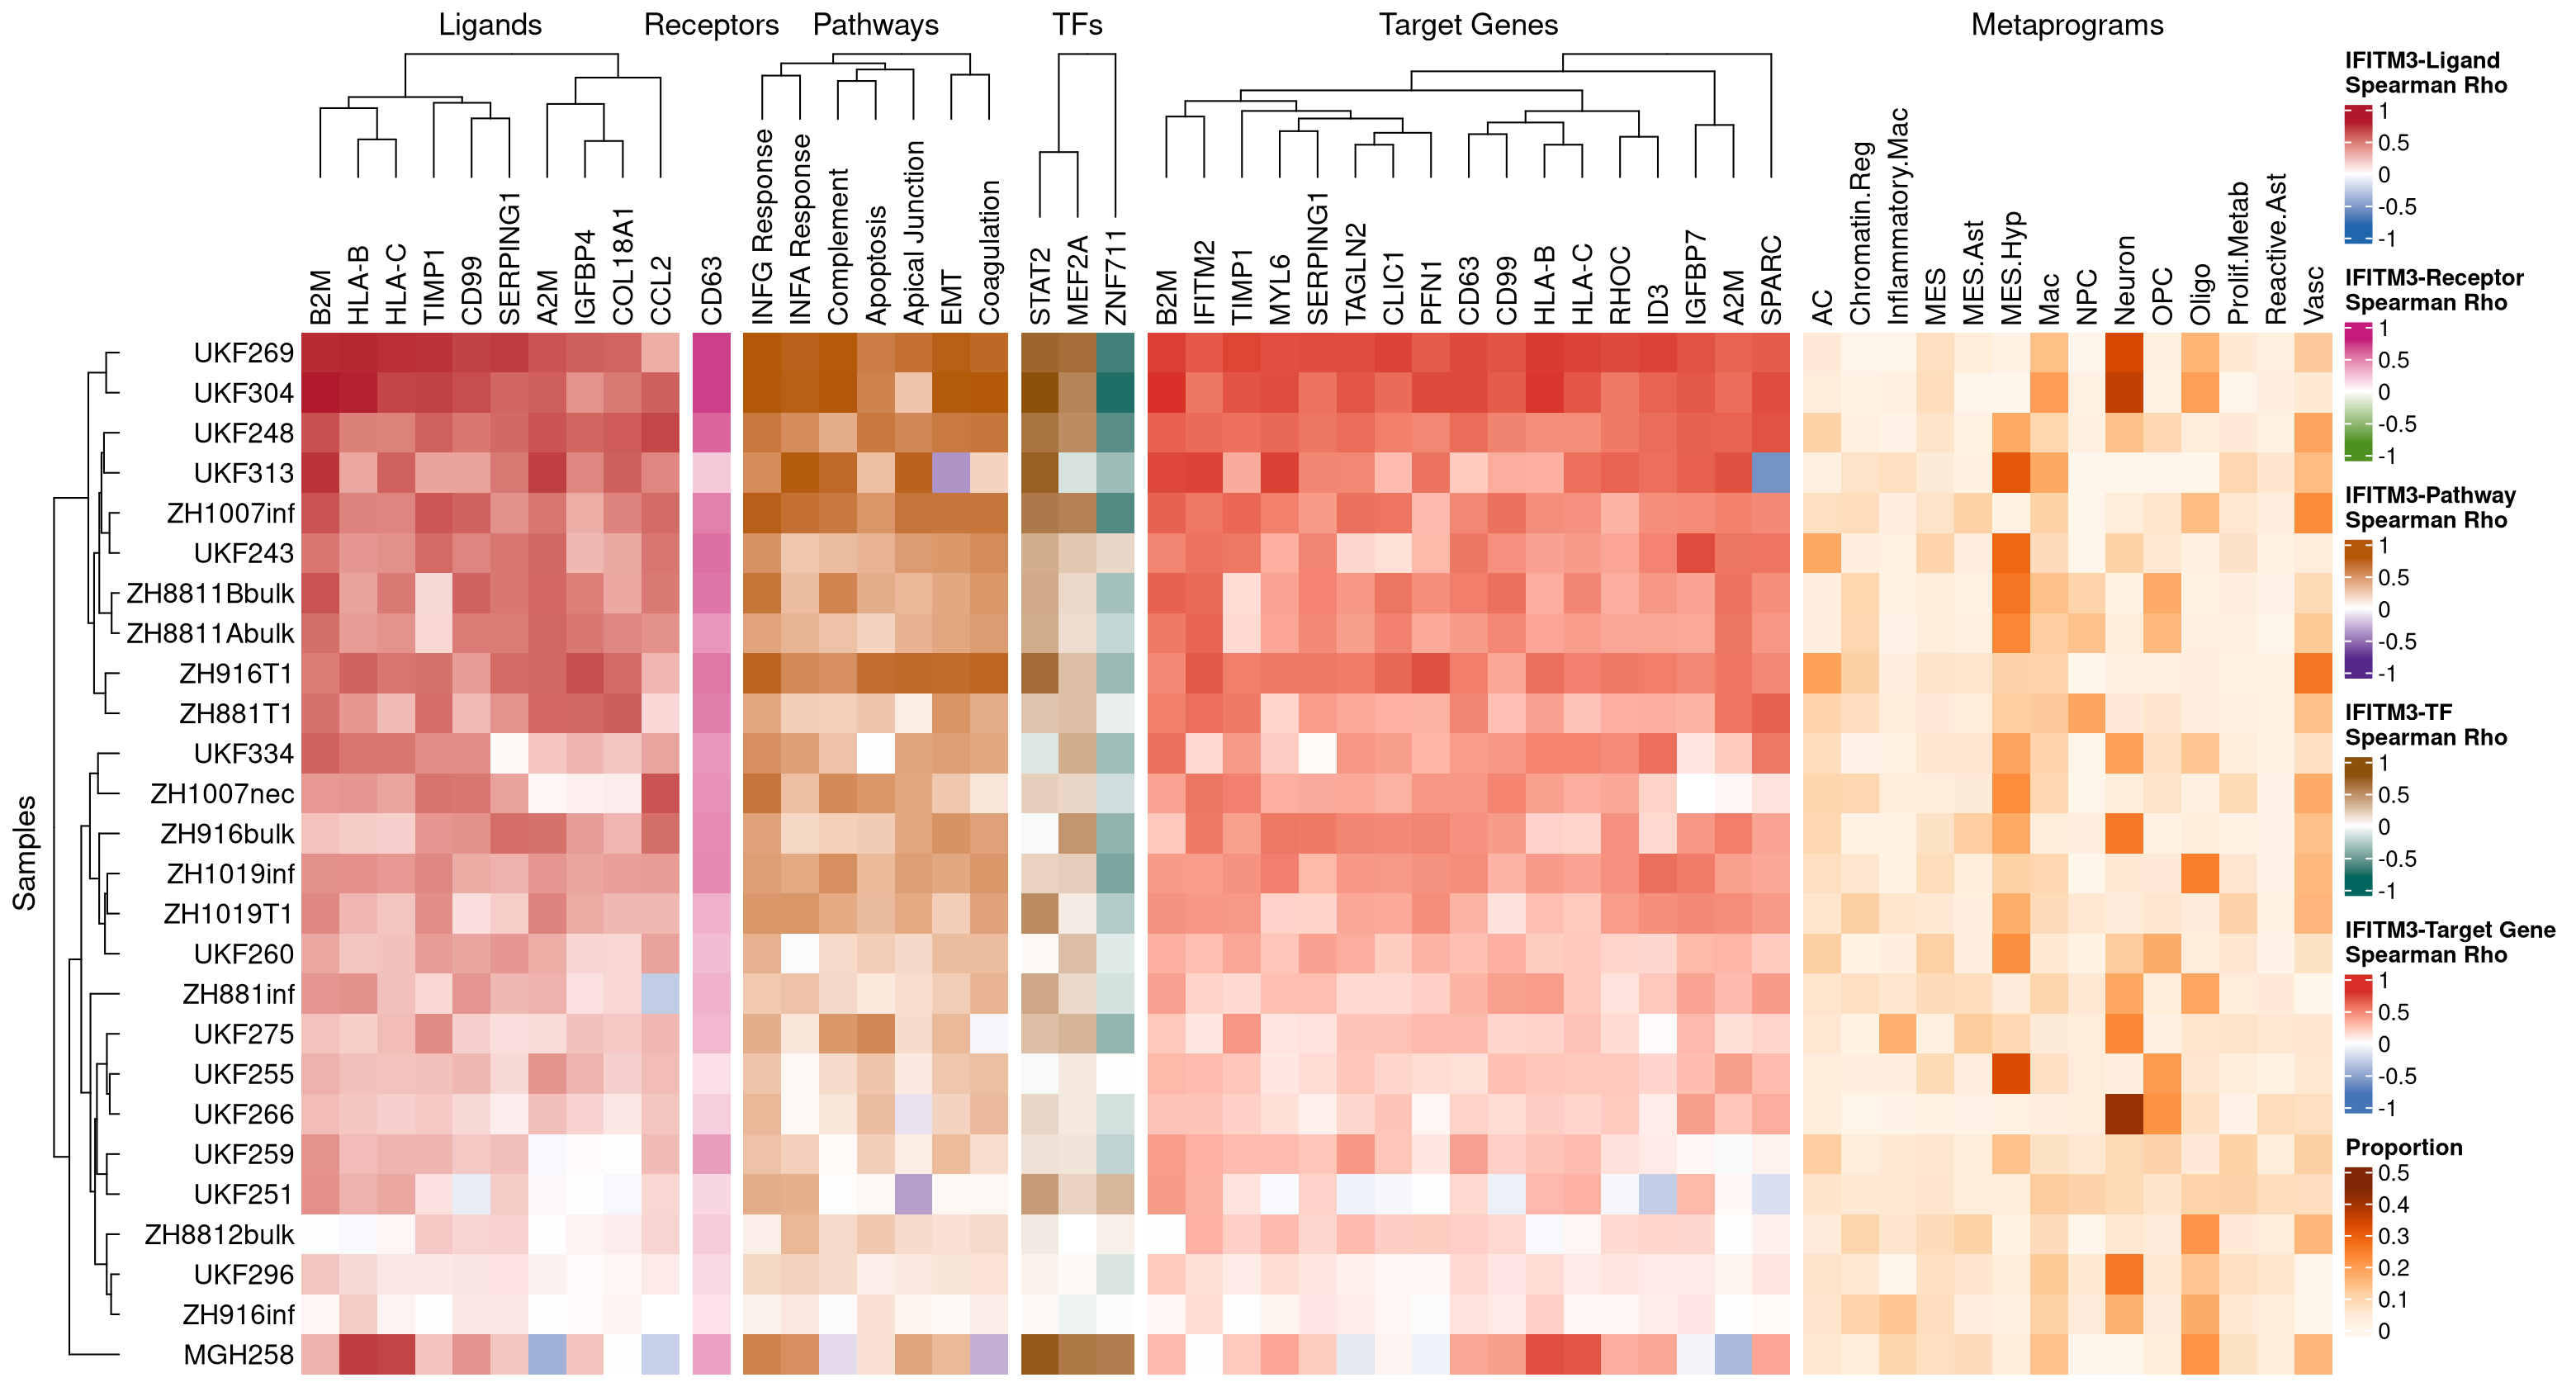 Ligands
Receptors
Pathways
TFs
Target Genes
Metaprograms
B2M
HLA-B
HLA-C
TIMP1
CD99
SERPING1
A2M
IGFBP4
COL18A1
CCL2
CD63
INFG Response
INFA Response
Complement
Apoptosis
Apical Junction
EMT
Coagulation
STAT2
MEF2A
ZNF711
B2M
IFITM2
TIMP1
MYL6
SERPING1
TAGLN2
CLIC1
PFN1
CD63
CD99
HLA-B
HLA-C
RHOC
ID3
IGFBP7
A2M
SPARC
AC
Chromatin.Reg
Inflammatory.Mac
MES
MES.Ast
MES.Hyp
Mac
NPC
Neuron
OPC
Oligo
Prolif.Metab
Reactive.Ast
Vasc
Samples
UKF269
UKF304
UKF248
UKF313
ZH1007inf
UKF243
ZH8811Bbulk
ZH8811Abulk
ZH916T1
ZH881T1
UKF334
ZH1007nec
ZH916bulk
ZH1019inf
ZH1019T1
UKF260
ZH881inf
UKF275
UKF255
UKF266
UKF259
UKF251
ZH8812bulk
UKF296
ZH916inf
MGH258
IFITM3-Ligand
Spearman Rho
1
0.5
0
-0.5
-1
IFITM3-Receptor
Spearman Rho
1
0.5
0
-0.5
-1
IFITM3-Pathway
Spearman Rho
1
0.5
0
-0.5
-1
IFITM3-TF
Spearman Rho
1
0.5
0
-0.5
-1
IFITM3-Target Gene
Spearman Rho
1
0.5
0
-0.5
-1
Proportion
0.5
0.4
0.3
0.2
0.1
0